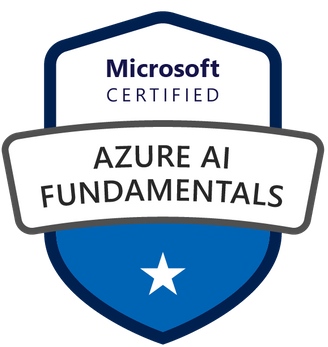 Microsoft
CERTIFIED
AZURE AI
FUNDAMENTALS